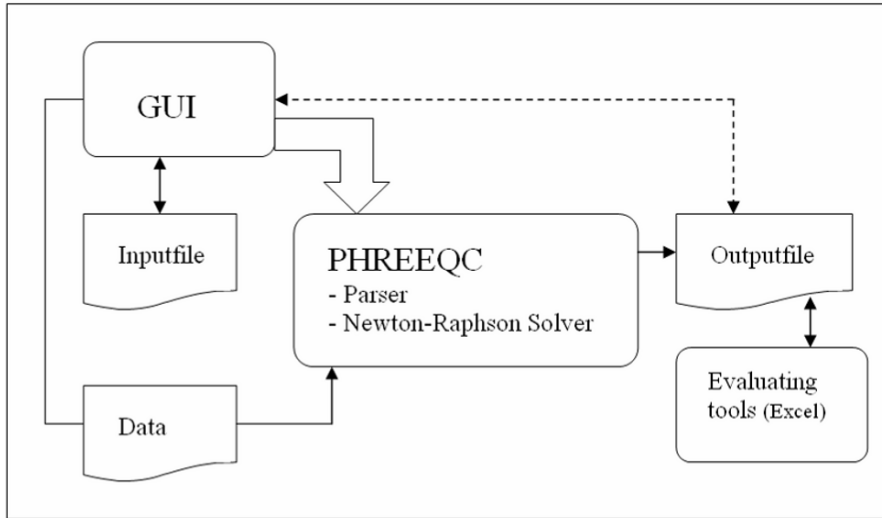 GUI
Inputfile
PHREEQC
- Parser
- Newton-Raphson Solver
Outputfile
Data
Evaluating
tools (Excel)